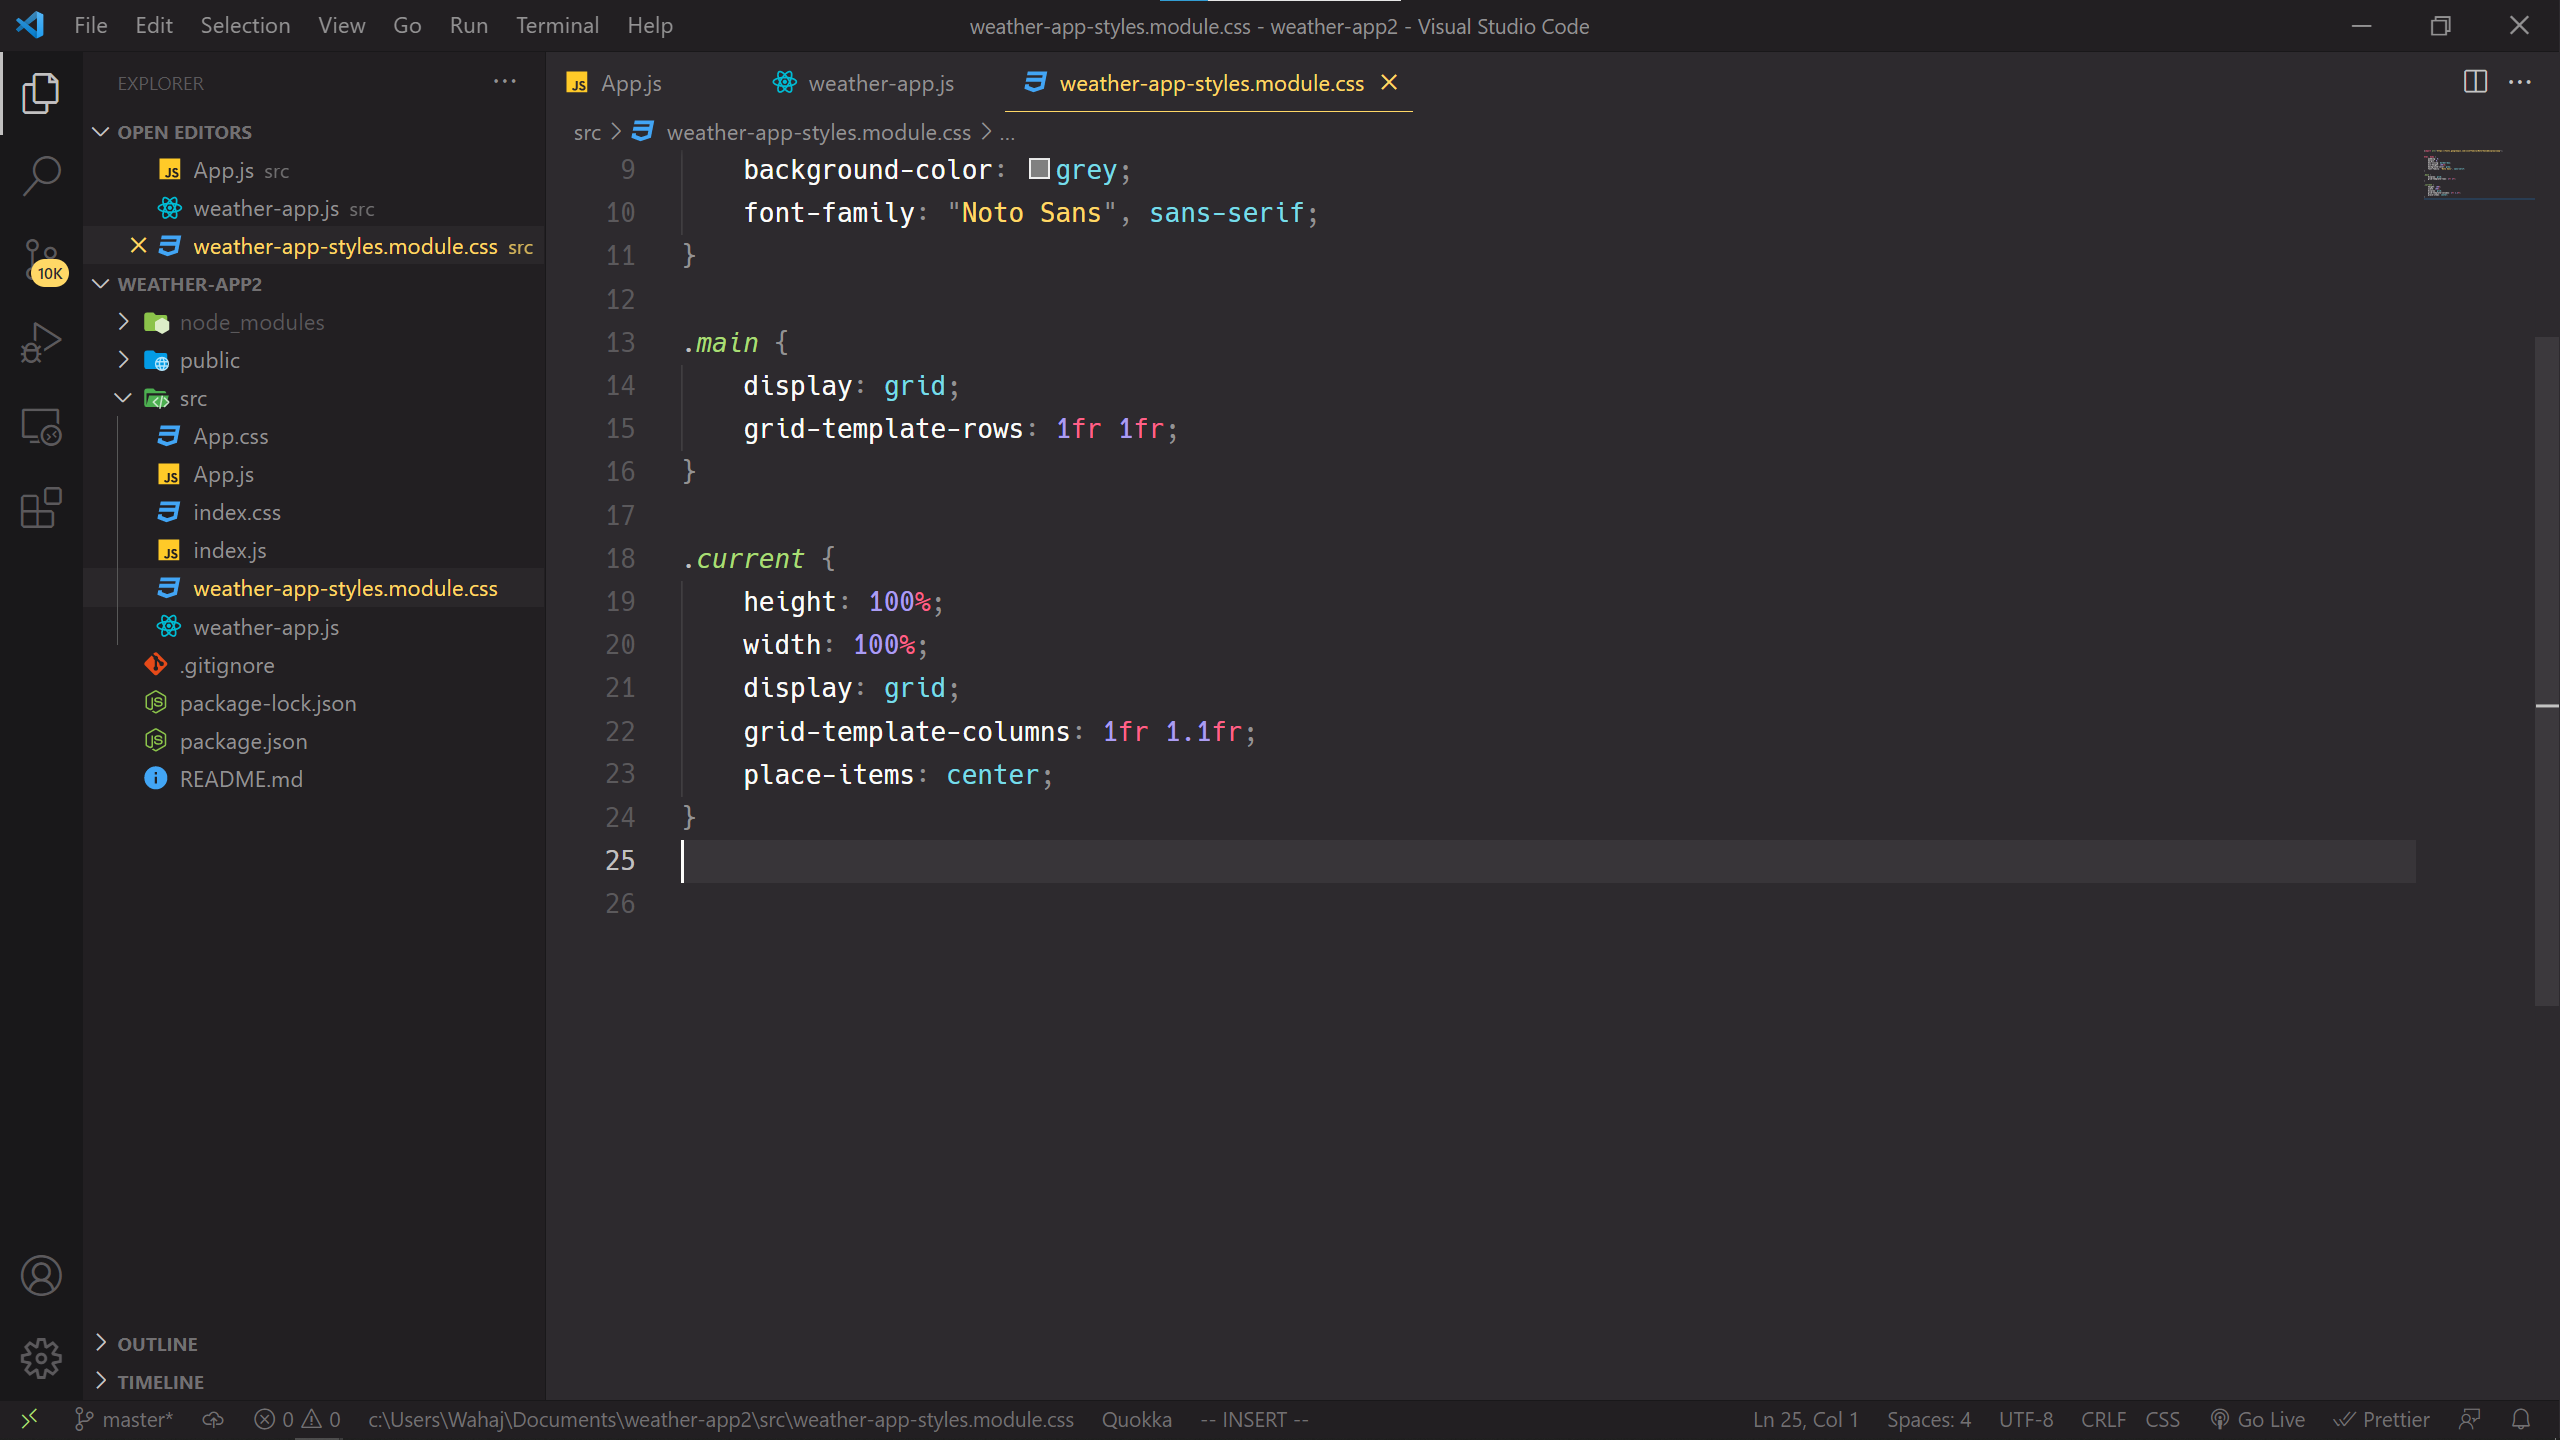 File Edit Selection View Go Run Terminal Help
weather-app-styles.module.css - weather-app2 - Visual Studio Code
EXPLORER
OPEN EDITORS
App.js src
weather-app.js src
weather-app-styles.module.css src
10K
WEATHER-APP2
node_modules
public
src
App.css
App.js
index.css
index.js
weather-app-styles.module.css
weather-app.js
.gitignore
package-lock.json
package.json
README.md
OUTLINE
TIMELINE
App.js weather-app.js weather-app-styles.module.css
src > weather-app-styles.module.css > ...
9 background-color: grey;
10 font-family: "Noto Sans", sans-serif;
11 }
12
13 .main {
14 display: grid;
15 grid-template-rows: 1fr 1fr;
16 }
17
18 .current {
19 height: 100%;
20 width: 100%;
21 display: grid;
22 grid-template-columns: 1fr 1.1fr;
23 place-items: center;
24 }
25
26
master* 0 0 c:\Users\Wahaj\Documents\weather-app2\src\weather-app-styles.module.css Quokka -- INSERT -- Ln 25, Col 1 Spaces: 4 UTF-8 CRLF CSS Go Live Prettier